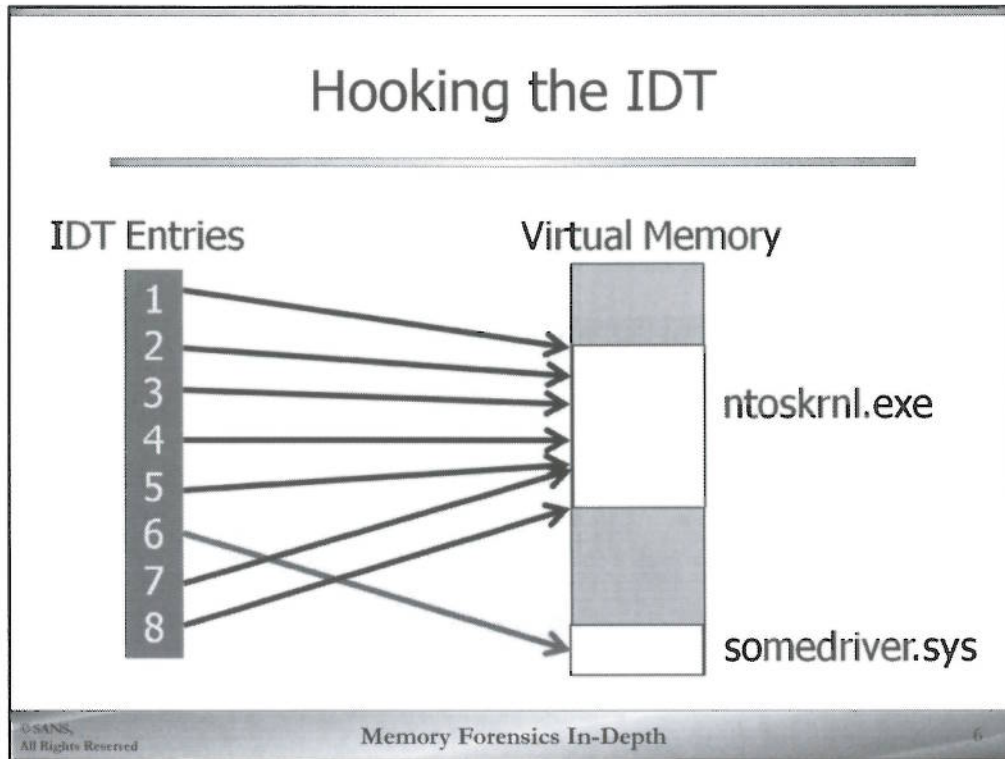 Hooking the IDT
IDT Entries
Virtual Memory
1
2
3
4
5
6
7
8
ntoskrnl.exe
somedriver.sys
©SANS,
All Rights Reserved
Memory Forensics In-Depth
6